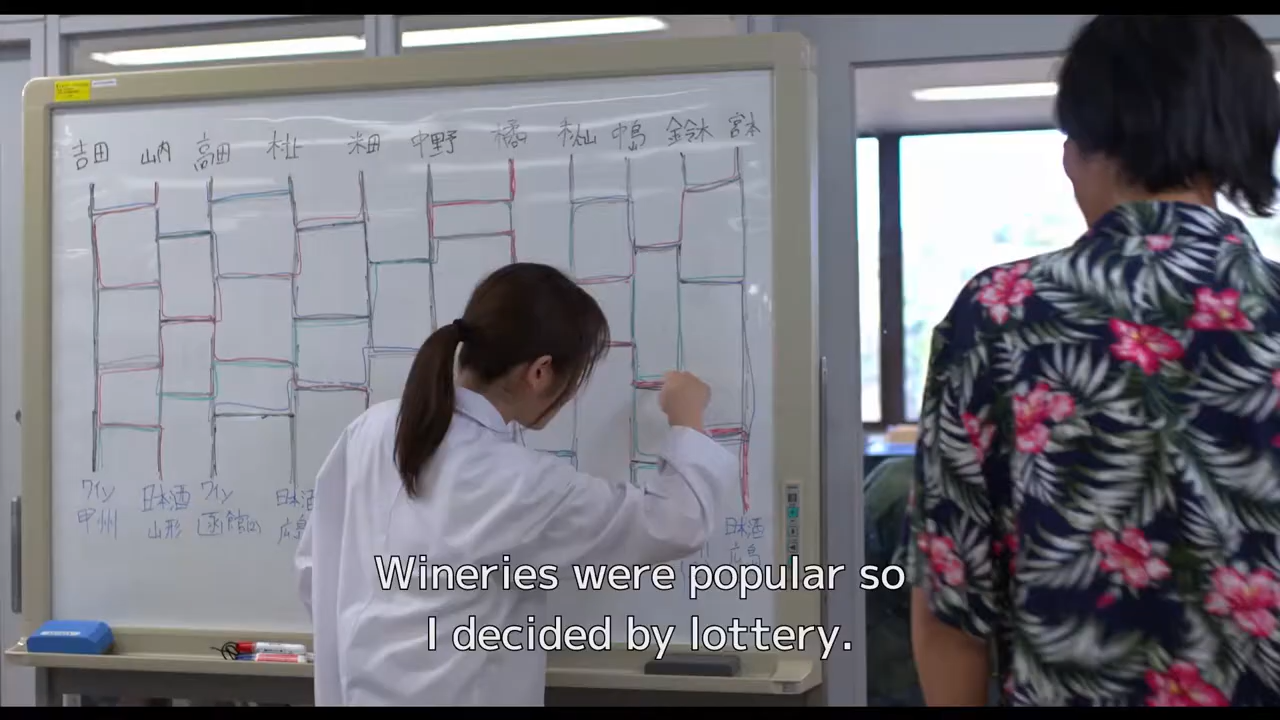 吉田 山内 高田 椎 米田 中野 橘 秋山 中島 鈴木 宮本
ワイン 日本酒 ワイン 日本酒 日本酒
甲州 山形 函館 広島 広島
Wineries were popular so
I decided by lottery.